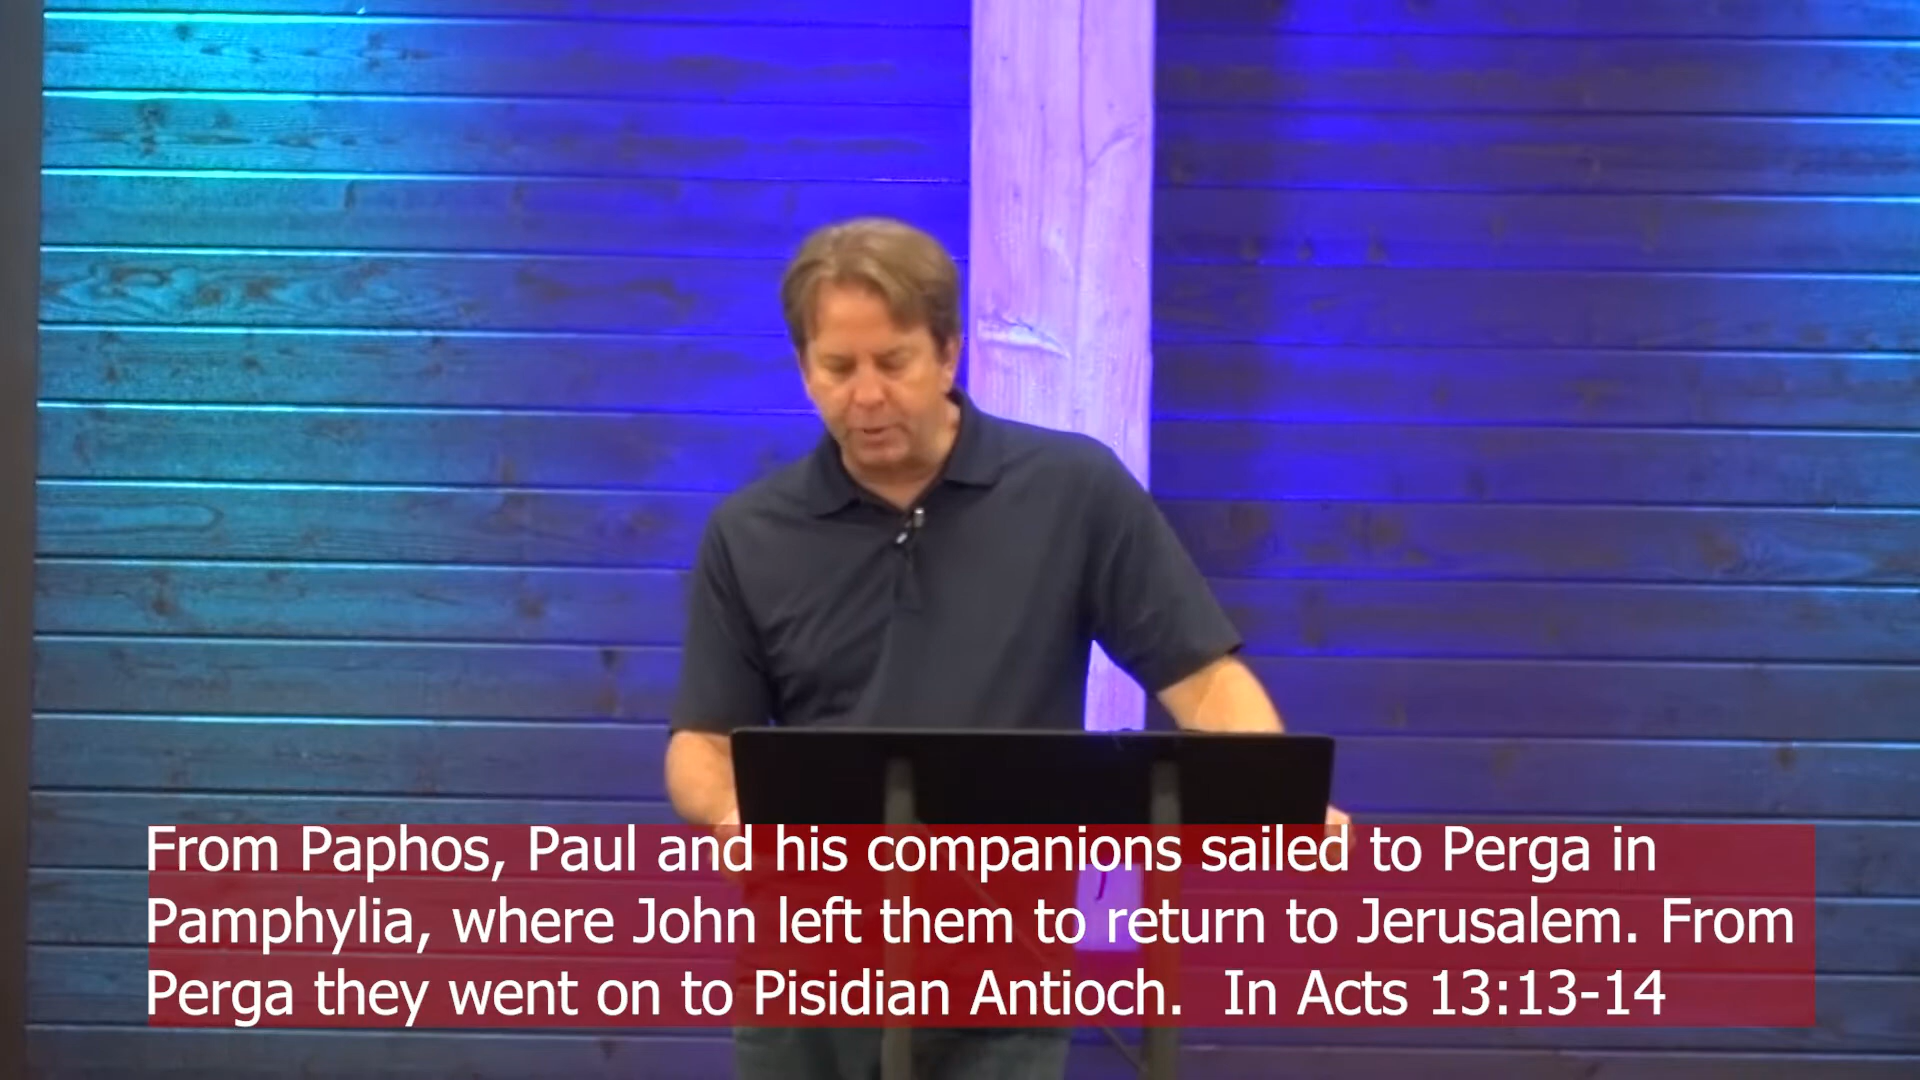 From Paphos, Paul and his companions sailed to Perga in
Pamphylia, where John left them to return to Jerusalem. From
Perga they went on to Pisidian Antioch.  In Acts 13:13-14